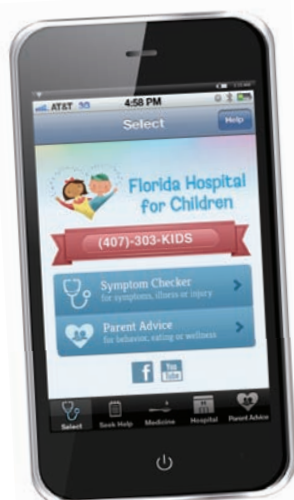 AT&T 3G 4:58 PM
Select Help
Florida Hospital
for Children
(407)-303-KIDS
Symptom Checker
for symptoms, illness or injury
Parent Advice
for behavior, eating or wellness
f You Tube
Select Seek Help Medicine Hospital Parent Advice